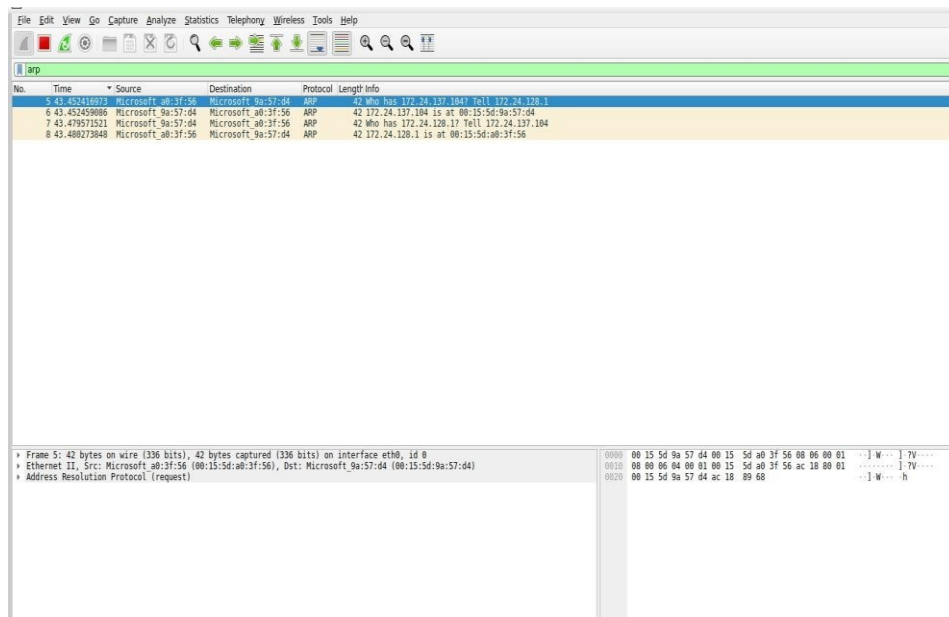 File Edit View Go Capture Analyze Statistics Telephony Wireless Tools Help
arp
No. Time Source Destination Protocol Length Info
5 43.452416973 Microsoft_a0:3f:56 Microsoft_9a:57:d4 ARP 42 Who has 172.24.137.104? Tell 172.24.128.1
6 43.452459086 Microsoft_9a:57:d4 Microsoft_a0:3f:56 ARP 42 172.24.137.104 is at 00:15:5d:9a:57:d4
7 43.479571521 Microsoft_9a:57:d4 Microsoft_a0:3f:56 ARP 42 Who has 172.24.128.1? Tell 172.24.137.104
8 43.480273848 Microsoft_a0:3f:56 Microsoft_9a:57:d4 ARP 42 172.24.128.1 is at 00:15:5d:a0:3f:56
Frame 5: 42 bytes on wire (336 bits), 42 bytes captured (336 bits) on interface eth0, id 0
Ethernet II, Src: Microsoft_a0:3f:56 (00:15:5d:a0:3f:56), Dst: Microsoft_9a:57:d4 (00:15:5d:9a:57:d4)
Address Resolution Protocol (request)
0000 00 15 5d 9a 57 d4 00 15 5d a0 3f 56 08 06 00 01 ··]·W··· ]·?V····
0010 08 00 06 04 00 01 00 15 5d a0 3f 56 ac 18 80 01 ········ ]·?V····
0020 00 15 5d 9a 57 d4 ac 18 89 68 ··]·W··· ·h